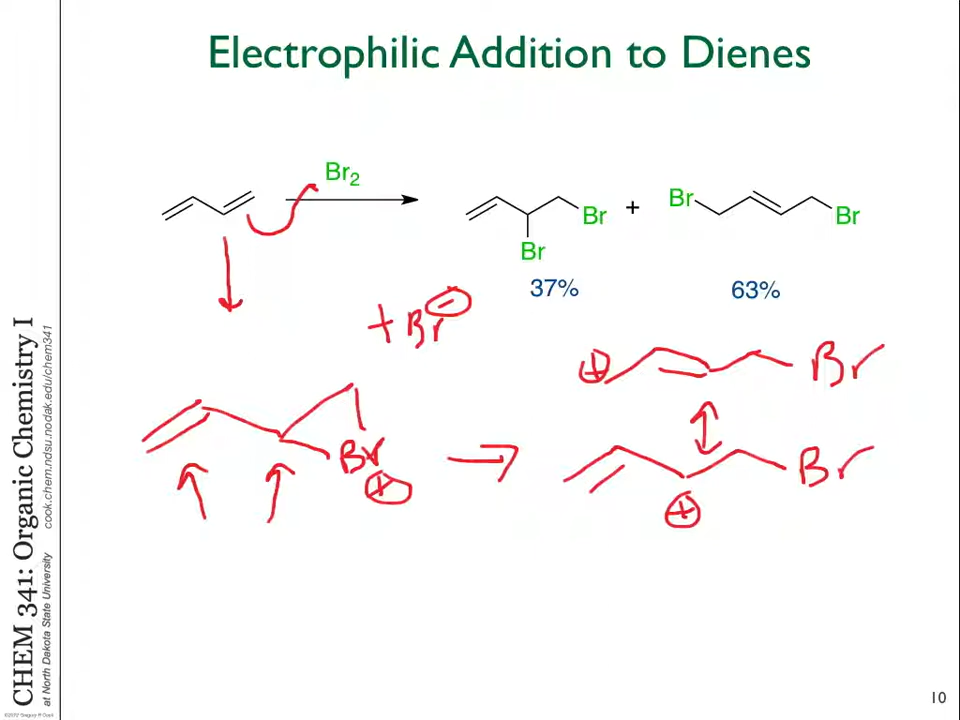 Electrophilic Addition to Dienes
Br2
Br
Br
+
Br
Br
37%
63%
+ Br −
+ Br
Br
+
Br
+
CHEM 341: Organic Chemistry I
at North Dakota State University cook.chem.ndsu.nodak.edu/chem341
10